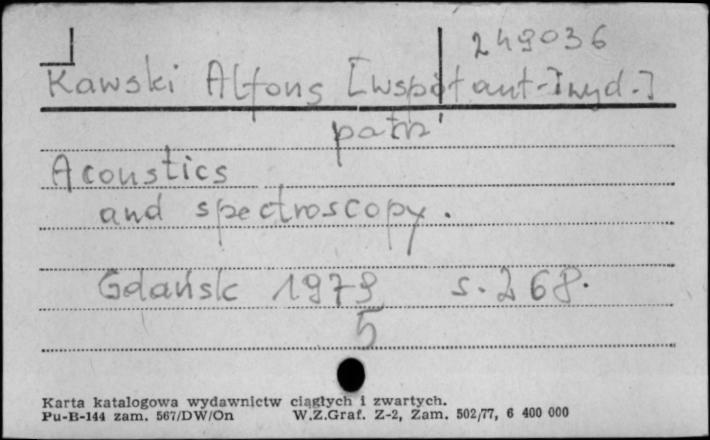 249036
Kawski Alfons [współaut. i wyd.]
patrz
Acoustics
and spectroscopy.
Gdańsk 1979 s. 268.
5
Karta katalogowa wydawnictw ciągłych i zwartych.
Pu-B-144 zam. 567/DW/On W.Z.Graf. Z-2, Zam. 502/77, 6 400 000